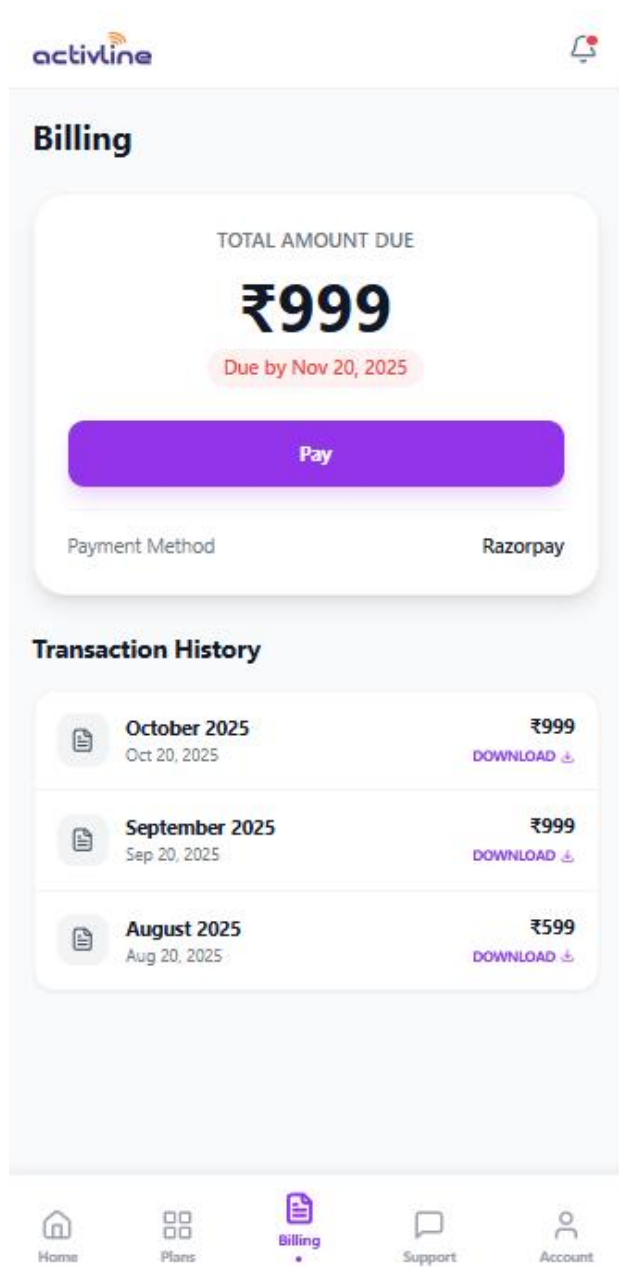 activline
Billing
TOTAL AMOUNT DUE
₹999
Due by Nov 20, 2025
Pay
Payment Method Razorpay
Transaction History
October 2025 ₹999
Oct 20, 2025 DOWNLOAD
September 2025 ₹999
Sep 20, 2025 DOWNLOAD
August 2025 ₹599
Aug 20, 2025 DOWNLOAD
Home Plans Billing Support Account